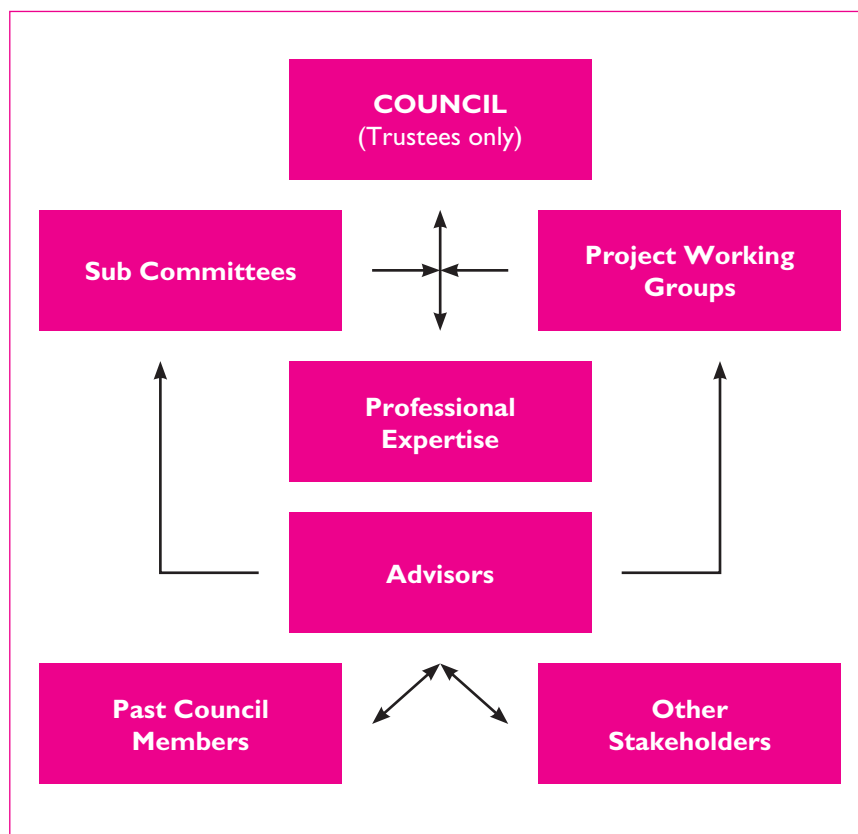 COUNCIL
(Trustees only)
Sub Committees
Project Working
Groups
Professional
Expertise
Advisors
Past Council
Members
Other
Stakeholders